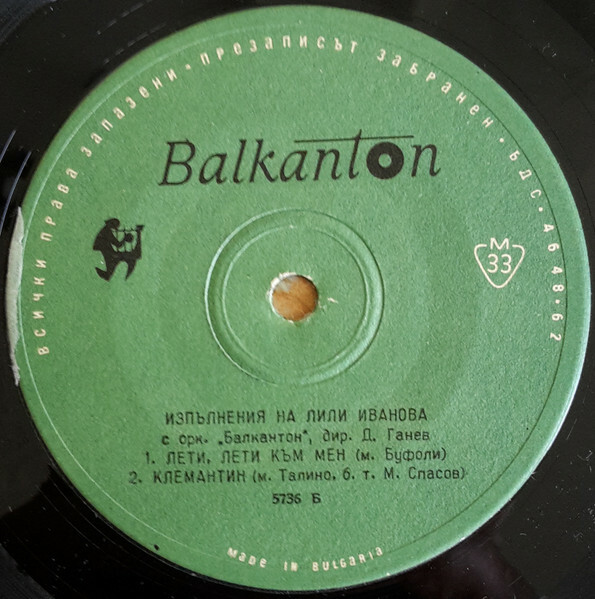 ВСИЧКИ ПРАВА ЗАПАЗЕНИ • ПРЕЗАПИСЪТ ЗАБРАНЕН • БДС • 4648-62
Balkanton
M
33
ИЗПЪЛНЕНИЯ НА ЛИЛИ ИВАНОВА
с орк. „Балкантон", дир. Д. Ганев
1. ЛЕТИ, ЛЕТИ КЪМ МЕН (м. Буфоли)
2. КЛЕМАНТИН (м. Талино, б. т. М. Спасов)
5736 Б
MADE IN BULGARIA